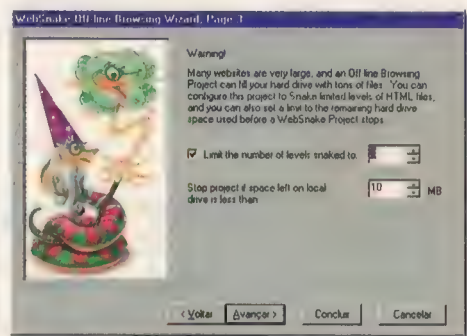 WebSnake Off-line Browsing Wizard, Page 3
Warning!
Many websites are very large, and an Off line Browsing
Project can fill your hard drive with tons of files. You can
configure this project to Snake limited levels of HTML files,
and you can also set a limit to the remaining hard drive
space used before a WebSnake Project stops.
Limit the number of levels snaked to:
Stop project if space left on local
drive is less than
10
MB
< Voltar
Avançar >
Concluir
Cancelar